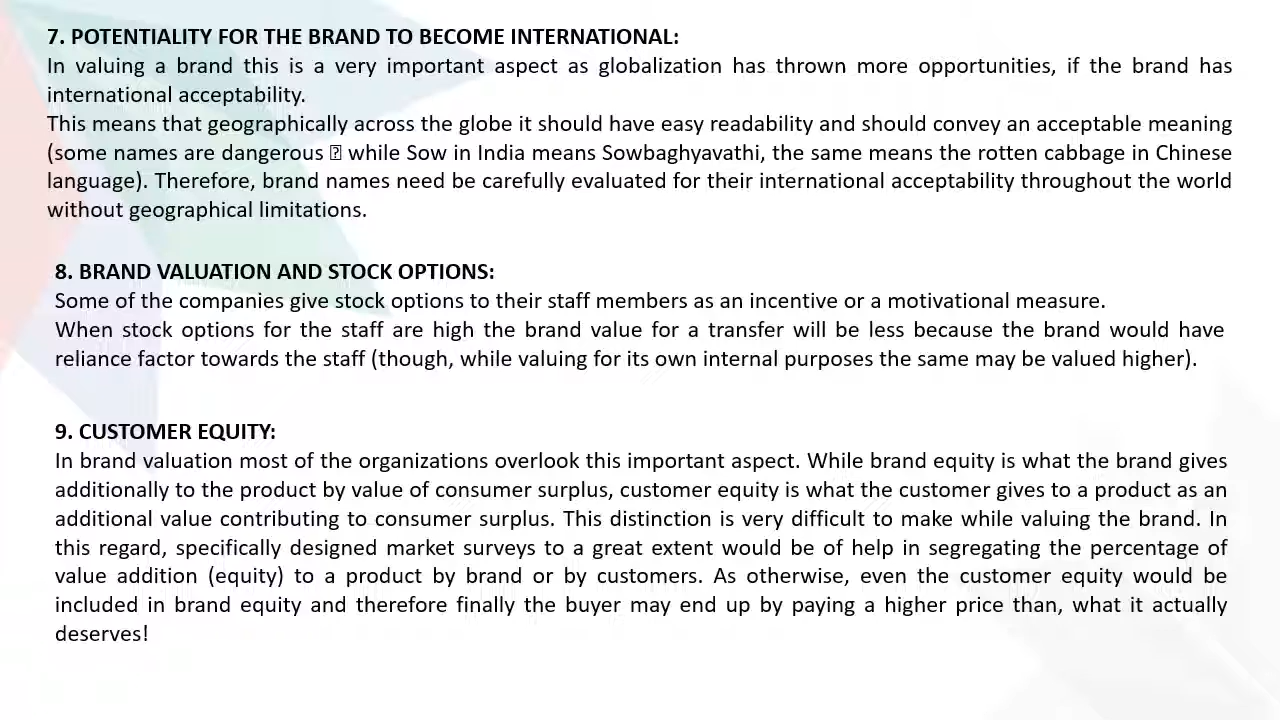 7. POTENTIALITY FOR THE BRAND TO BECOME INTERNATIONAL:
In valuing a brand this is a very important aspect as globalization has thrown more opportunities, if the brand has
international acceptability.
This means that geographically across the globe it should have easy readability and should convey an acceptable meaning
(some names are dangerous  while Sow in India means Sowbaghyavathi, the same means the rotten cabbage in Chinese
language). Therefore, brand names need be carefully evaluated for their international acceptability throughout the world
without geographical limitations.
8. BRAND VALUATION AND STOCK OPTIONS:
Some of the companies give stock options to their staff members as an incentive or a motivational measure.
When stock options for the staff are high the brand value for a transfer will be less because the brand would have
reliance factor towards the staff (though, while valuing for its own internal purposes the same may be valued higher).
9. CUSTOMER EQUITY:
In brand valuation most of the organizations overlook this important aspect. While brand equity is what the brand gives
additionally to the product by value of consumer surplus, customer equity is what the customer gives to a product as an
additional value contributing to consumer surplus. This distinction is very difficult to make while valuing the brand. In
this regard, specifically designed market surveys to a great extent would be of help in segregating the percentage of
value addition (equity) to a product by brand or by customers. As otherwise, even the customer equity would be
included in brand equity and therefore finally the buyer may end up by paying a higher price than, what it actually
deserves!